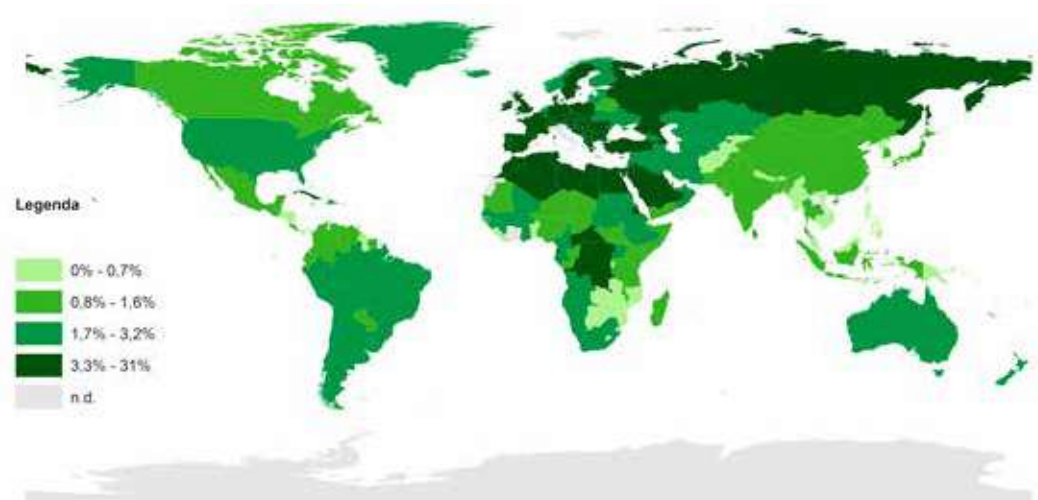 Legenda
0% - 0,7%
0,8% - 1,6%
1,7% - 3,2%
3,3% - 31%
n.d.